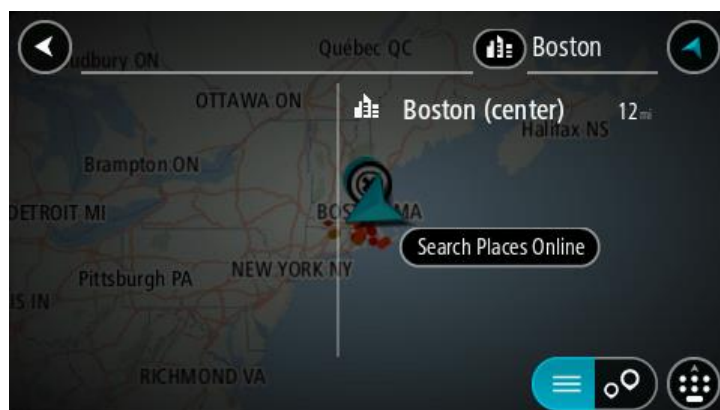 udbury ON
Québec QC
Boston
OTTAWA ON
Boston (center)
12 mi
Halifax NS
Brampton ON
DETROIT MI
BOS MA
Search Places Online
NEW YORK NY
Pittsburgh PA
S IN
RICHMOND VA